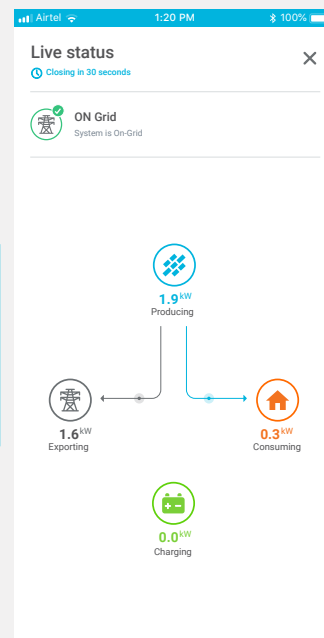 Airtel 1:20 PM 100%
Live status
Closing in 30 seconds
ON Grid
System is On-Grid
1.9 kW
Producing
1.6 kW
Exporting
0.3 kW
Consuming
0.0 kW
Charging